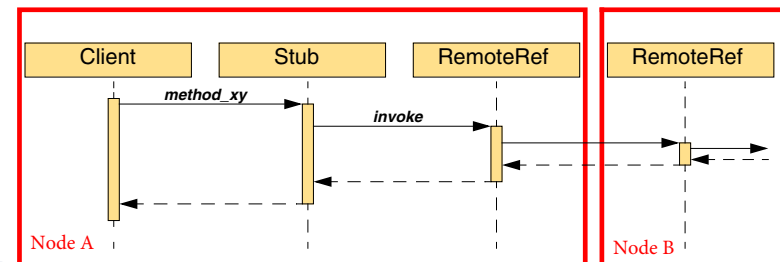 Client Stub RemoteRef RemoteRef
method_xy
invoke
Node A Node B